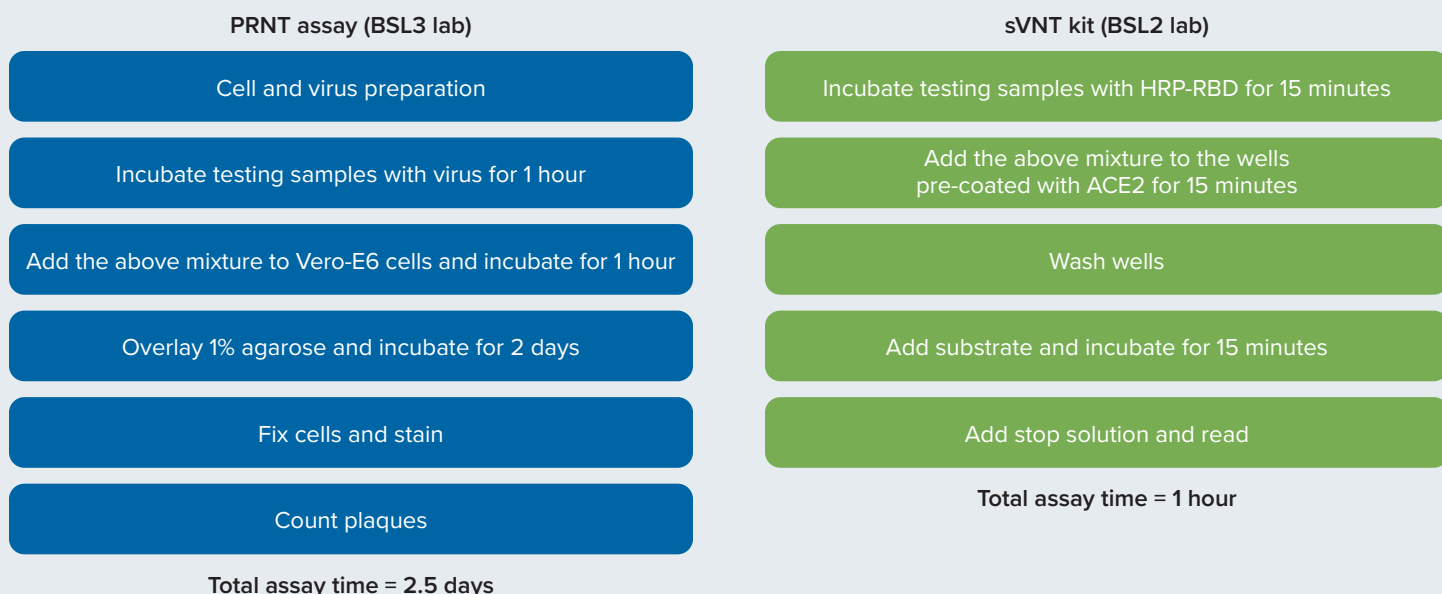 PRNT assay (BSL3 lab)
Cell and virus preparation
Incubate testing samples with virus for 1 hour
Add the above mixture to Vero-E6 cells and incubate for 1 hour
Overlay 1% agarose and incubate for 2 days
Fix cells and stain
Count plaques
Total assay time = 2.5 days
sVNT kit (BSL2 lab)
Incubate testing samples with HRP-RBD for 15 minutes
Add the above mixture to the wells
pre-coated with ACE2 for 15 minutes
Wash wells
Add substrate and incubate for 15 minutes
Add stop solution and read
Total assay time = 1 hour